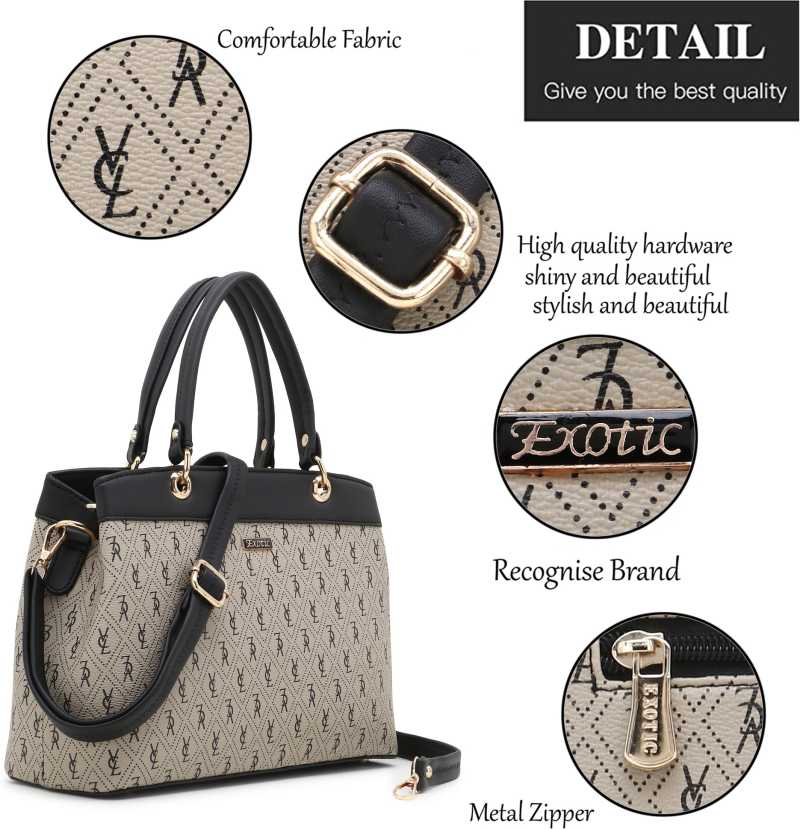 Comfortable Fabric
DETAIL
Give you the best quality
High quality hardware
shiny and beautiful
stylish and beautiful
Exotic
Recognise Brand
EXOTIC
EXOTIC
Metal Zipper